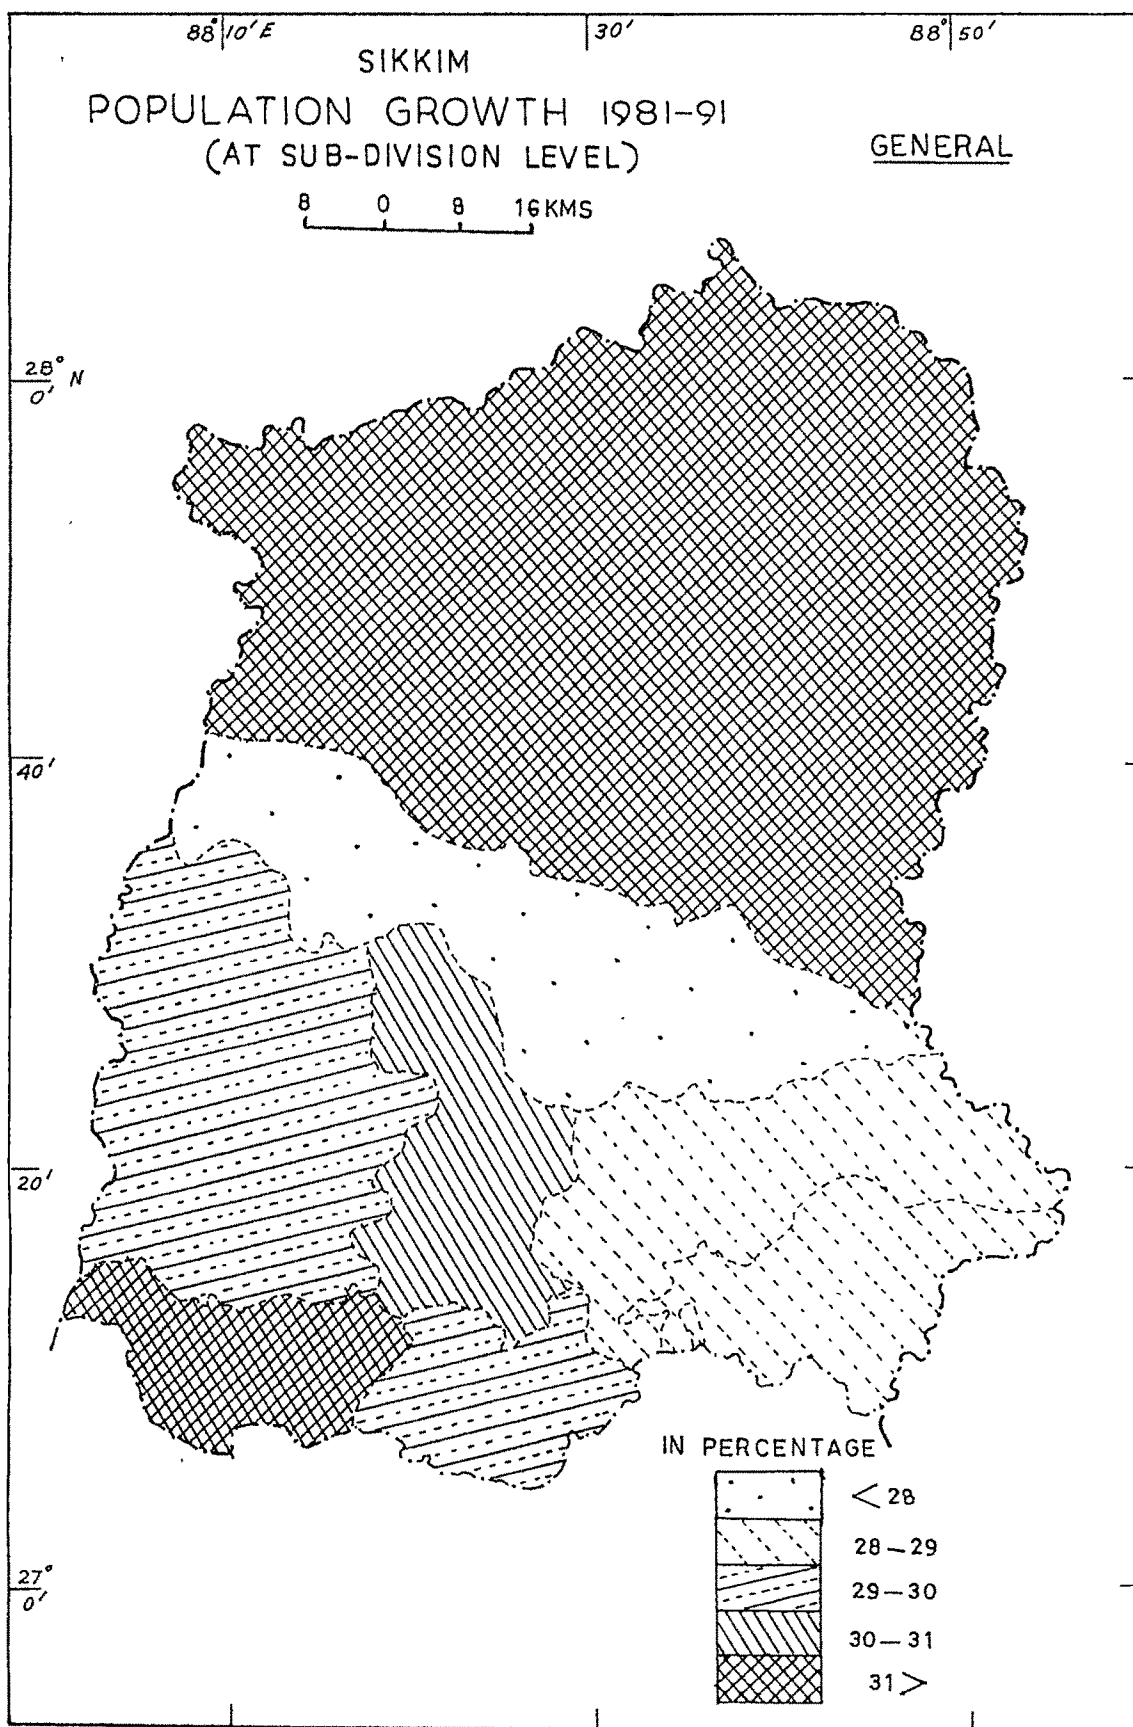 88° 10' E 30' 88° 50'
SIKKIM
POPULATION GROWTH 1981-91
(AT SUB-DIVISION LEVEL)
GENERAL
8 0 8 16 KMS
28° 0' N
40'
20'
27° 0'
IN PERCENTAGE
< 28
28 - 29
29 - 30
30 - 31
31 >